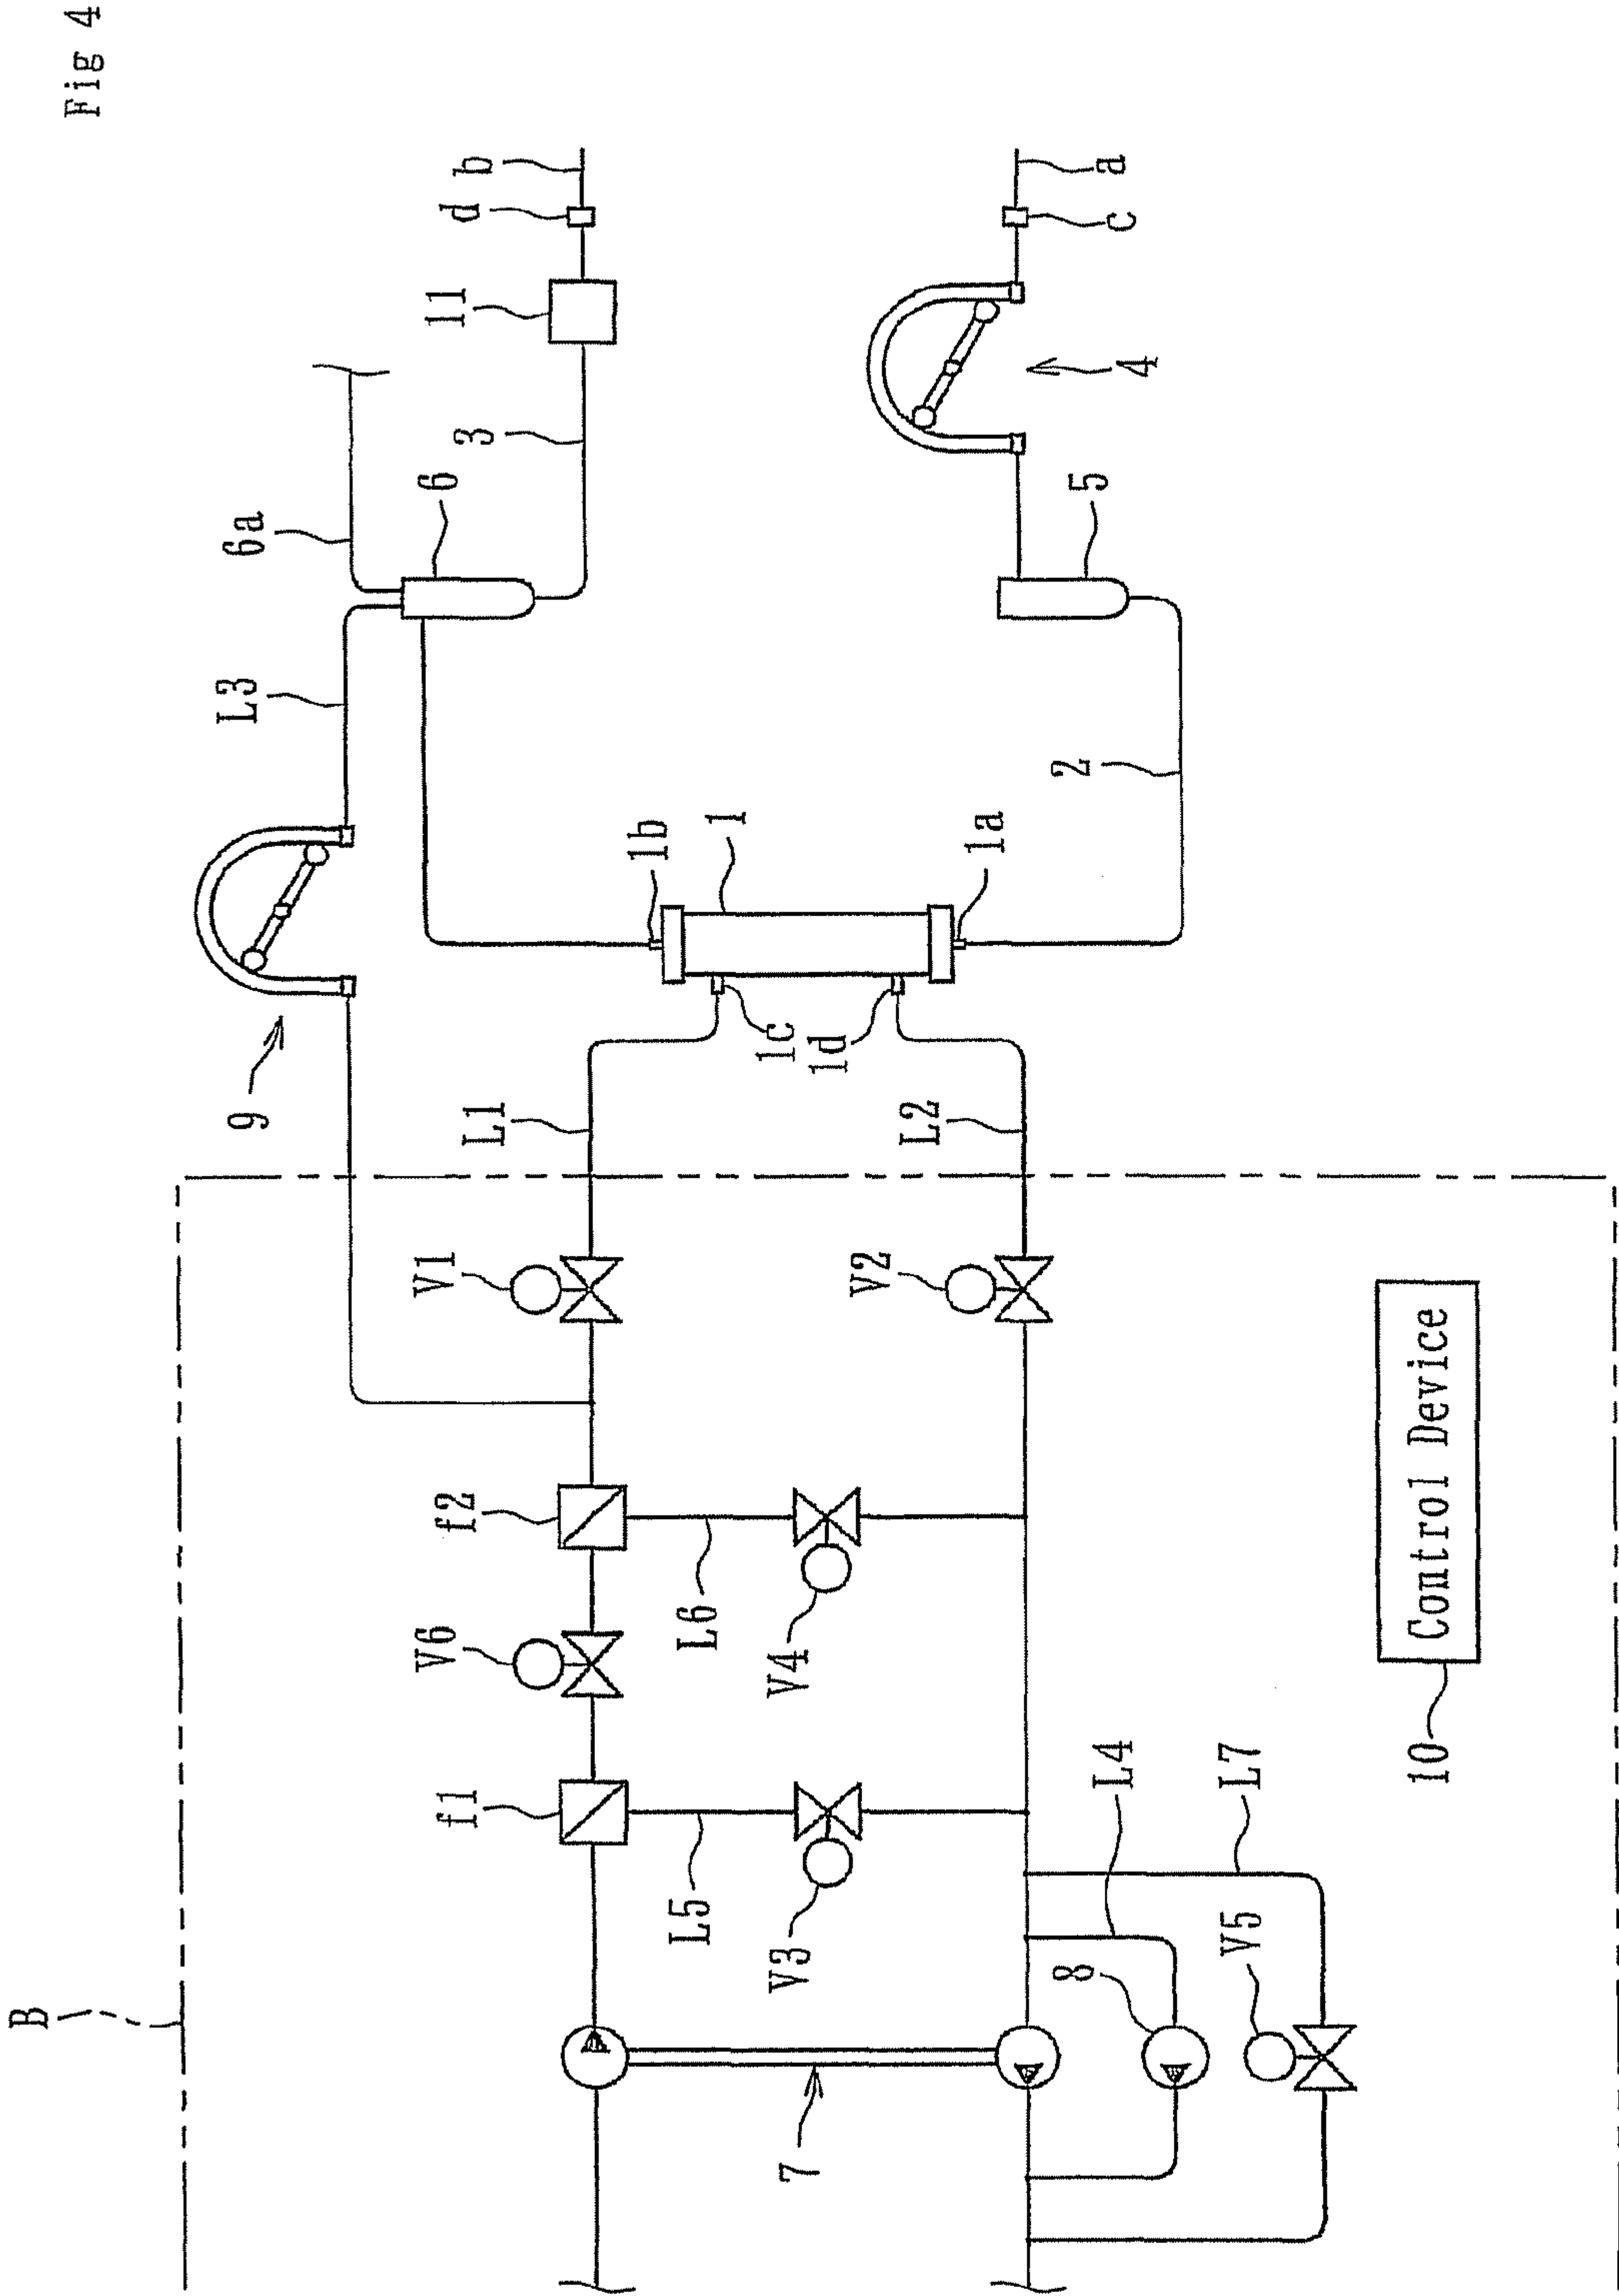 Fig 4
b
d
11
3
6
6a
L3
9
a
c
4
5
2
1b
1
1a
1c
1d
L1
L2
V1
V2
f2
L6
V4
V6
f1
L5
V3
L4
L7
8
V5
7
B
Control Device
10